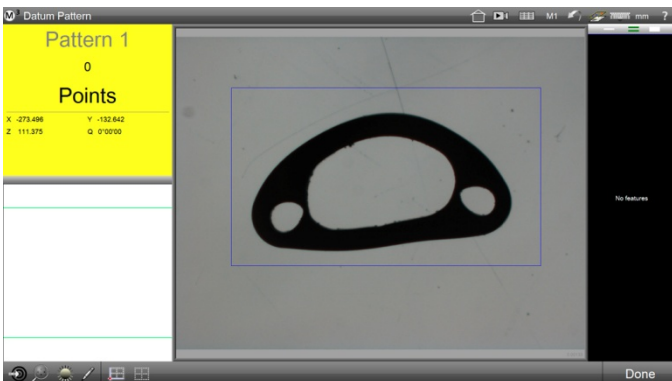 M³ Datum Pattern
M1
mm
?
Pattern 1
0
Points
X -273.496 Y -132.642
Z 111.375 Q 0°00'00
No features
Done